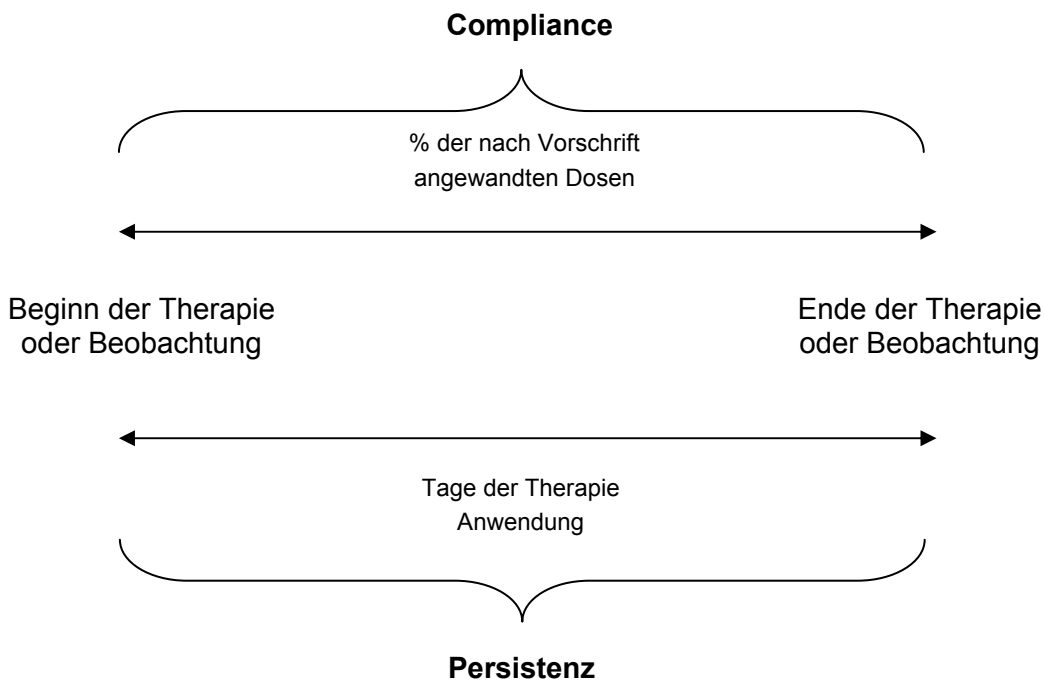 Compliance
% der nach Vorschrift
angewandten Dosen
Beginn der Therapie
oder Beobachtung
Ende der Therapie
oder Beobachtung
Tage der Therapie
Anwendung
Persistenz